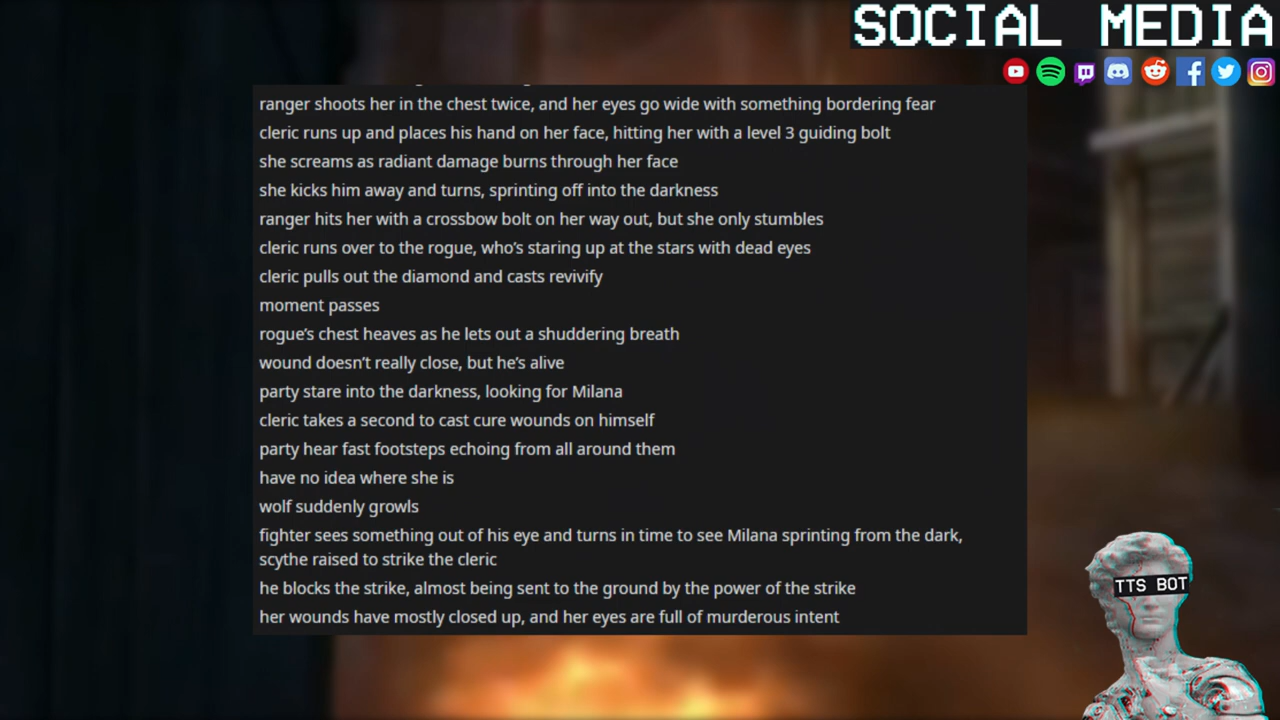 SOCIAL MEDIA
ranger shoots her in the chest twice, and her eyes go wide with something bordering fear
cleric runs up and places his hand on her face, hitting her with a level 3 guiding bolt
she screams as radiant damage burns through her face
she kicks him away and turns, sprinting off into the darkness
ranger hits her with a crossbow bolt on her way out, but she only stumbles
cleric runs over to the rogue, who’s staring up at the stars with dead eyes
cleric pulls out the diamond and casts revivify
moment passes
rogue’s chest heaves as he lets out a shuddering breath
wound doesn’t really close, but he’s alive
party stare into the darkness, looking for Milana
cleric takes a second to cast cure wounds on himself
party hear fast footsteps echoing from all around them
have no idea where she is
wolf suddenly growls
fighter sees something out of his eye and turns in time to see Milana sprinting from the dark,
scythe raised to strike the cleric
he blocks the strike, almost being sent to the ground by the power of the strike
her wounds have mostly closed up, and her eyes are full of murderous intent
TTS BOT